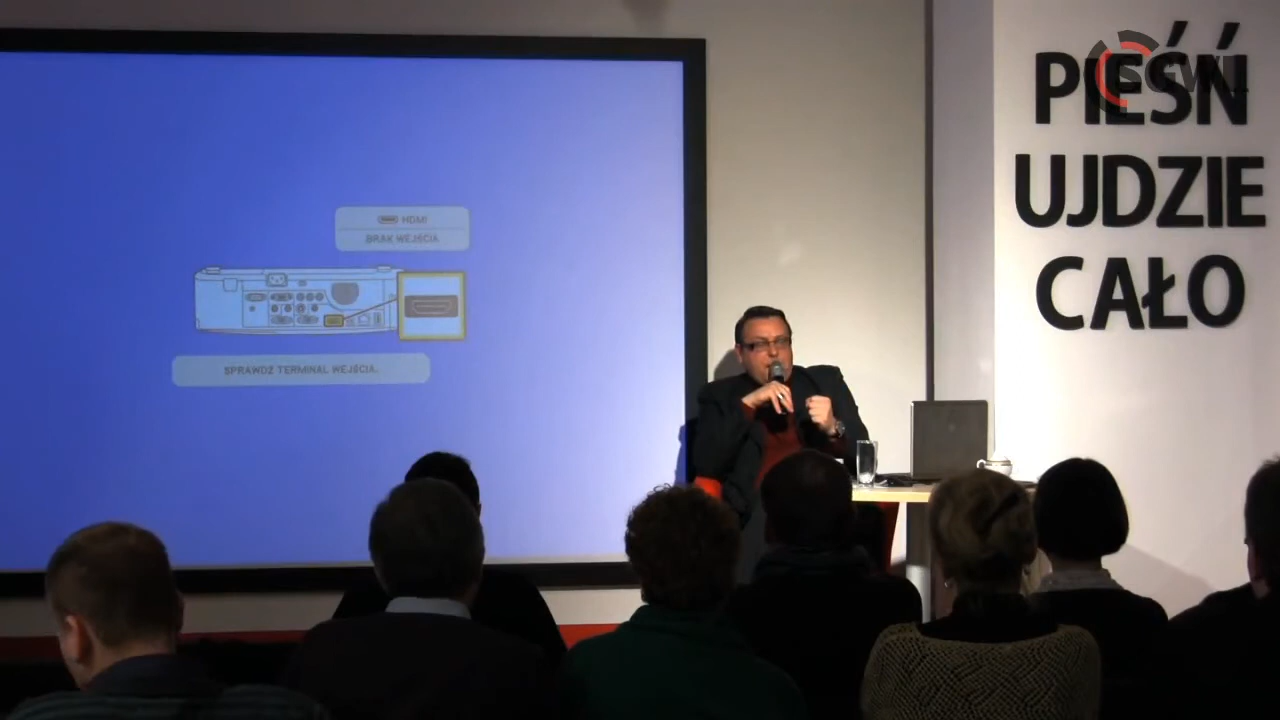 HDMI
BRAK WEJŚCIA
SPRAWDŹ TERMINAL WEJŚCIA.
PIEŚŃ
UJDZIE
CAŁO